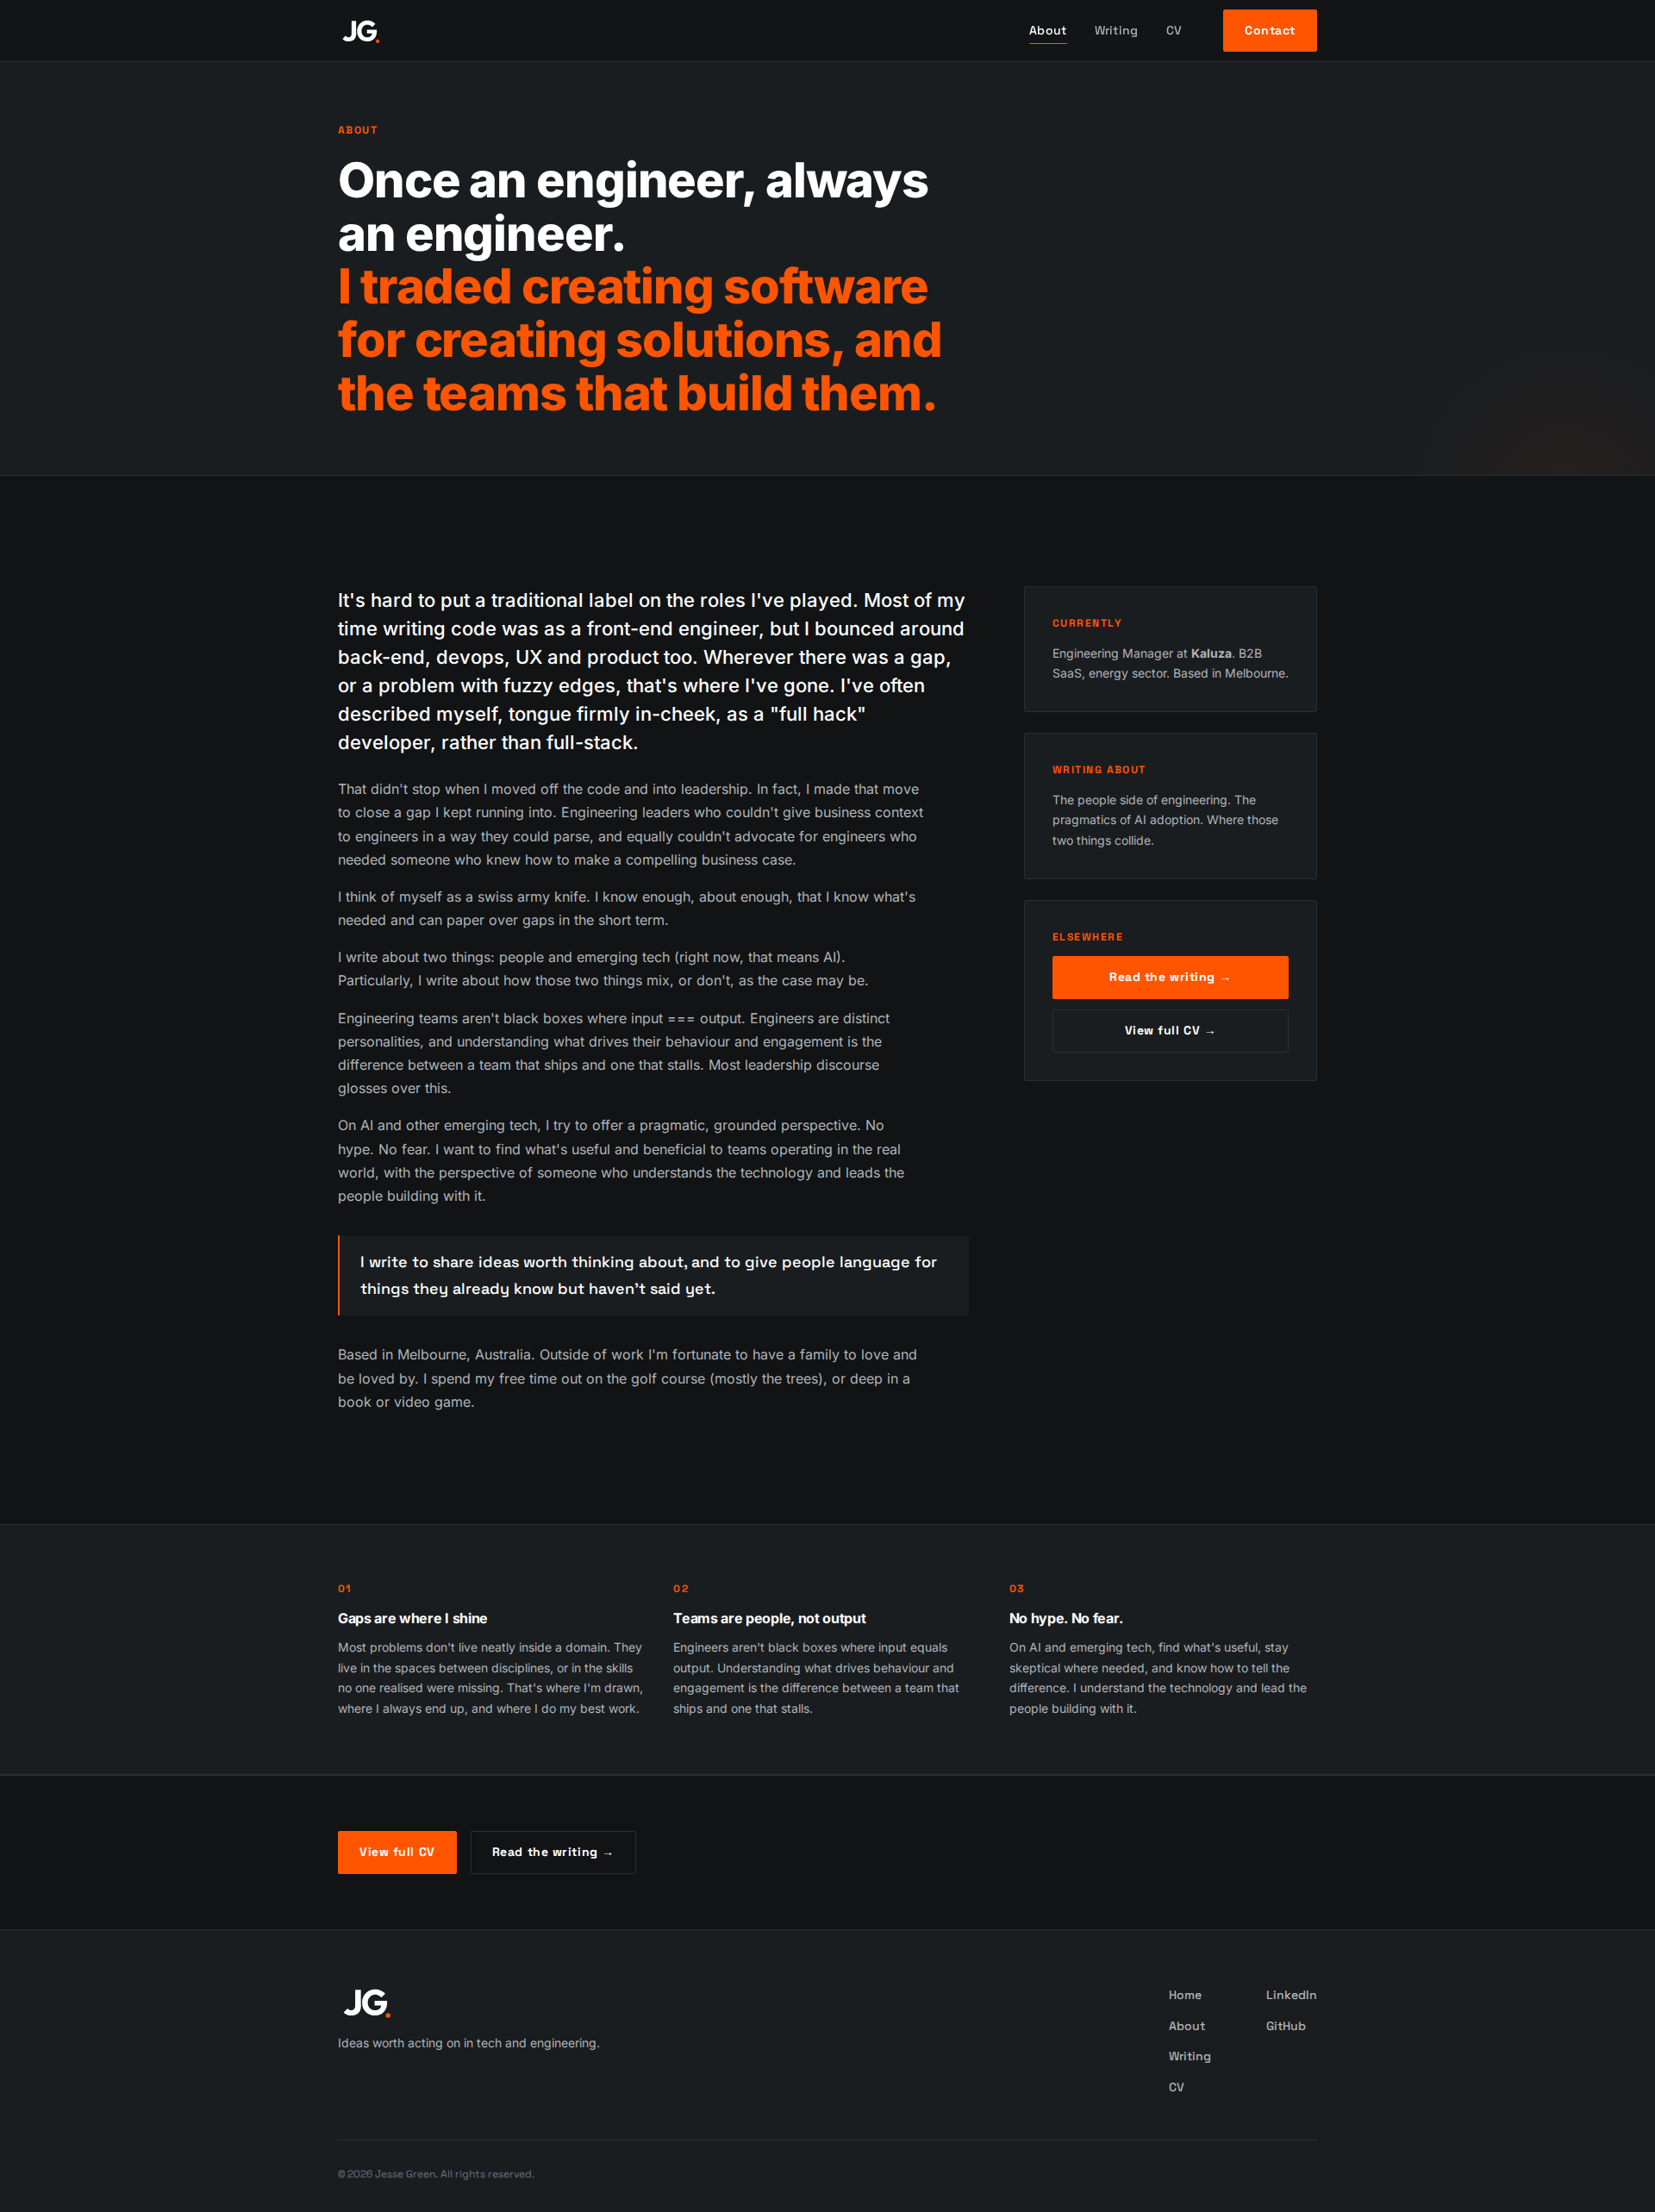 JG.
About
Writing
CV
Contact
ABOUT
Once an engineer, always
an engineer.
I traded creating software
for creating solutions, and
the teams that build them.
It's hard to put a traditional label on the roles I've played. Most of my
time writing code was as a front-end engineer, but I bounced around
back-end, devops, UX and product too. Wherever there was a gap,
or a problem with fuzzy edges, that's where I've gone. I've often
described myself, tongue firmly in-cheek, as a "full hack"
developer, rather than full-stack.
That didn't stop when I moved off the code and into leadership. In fact, I made that move
to close a gap I kept running into. Engineering leaders who couldn't give business context
to engineers in a way they could parse, and equally couldn't advocate for engineers who
needed someone who knew how to make a compelling business case.
I think of myself as a swiss army knife. I know enough, about enough, that I know what's
needed and can paper over gaps in the short term.
I write about two things: people and emerging tech (right now, that means AI).
Particularly, I write about how those two things mix, or don't, as the case may be.
Engineering teams aren't black boxes where input === output. Engineers are distinct
personalities, and understanding what drives their behaviour and engagement is the
difference between a team that ships and one that stalls. Most leadership discourse
glosses over this.
On AI and other emerging tech, I try to offer a pragmatic, grounded perspective. No
hype. No fear. I want to find what's useful and beneficial to teams operating in the real
world, with the perspective of someone who understands the technology and leads the
people building with it.
I write to share ideas worth thinking about, and to give people language for
things they already know but haven't said yet.
Based in Melbourne, Australia. Outside of work I'm fortunate to have a family to love and
be loved by. I spend my free time out on the golf course (mostly the trees), or deep in a
book or video game.
CURRENTLY
Engineering Manager at Kaluza. B2B
SaaS, energy sector. Based in Melbourne.
WRITING ABOUT
The people side of engineering. The
pragmatics of AI adoption. Where those
two things collide.
ELSEWHERE
Read the writing →
View full CV →
01
Gaps are where I shine
Most problems don't live neatly inside a domain. They
live in the spaces between disciplines, or in the skills
no one realised were missing. That's where I'm drawn,
where I always end up, and where I do my best work.
02
Teams are people, not output
Engineers aren't black boxes where input equals
output. Understanding what drives behaviour and
engagement is the difference between a team that
ships and one that stalls.
03
No hype. No fear.
On AI and emerging tech, find what's useful, stay
skeptical where needed, and know how to tell the
difference. I understand the technology and lead the
people building with it.
View full CV
Read the writing →
JG.
Ideas worth acting on in tech and engineering.
Home
About
Writing
CV
LinkedIn
GitHub
© 2026 Jesse Green. All rights reserved.